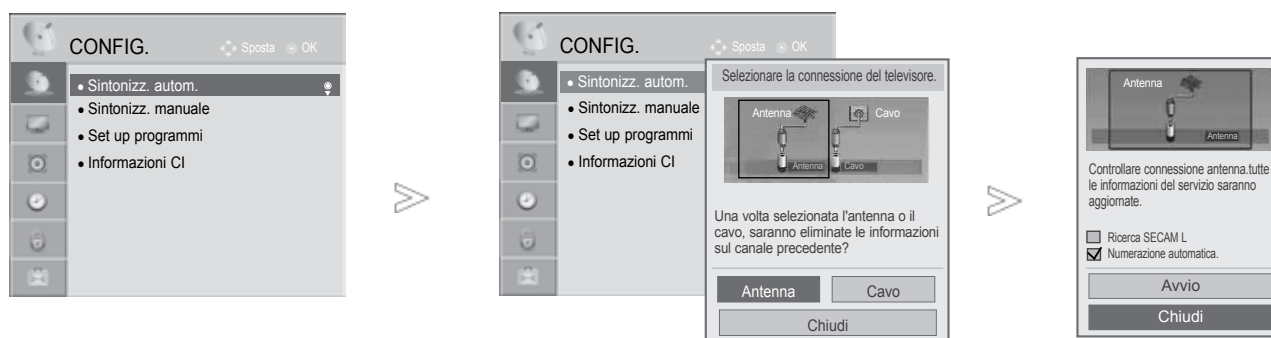 CONFIG.
Sposta OK
• Sintonizz. autom.
• Sintonizz. manuale
• Set up programmi
• Informazioni CI
CONFIG.
Sposta OK
• Sintonizz. autom.
• Sintonizz. manuale
• Set up programmi
• Informazioni CI
Selezionare la connessione del televisore.
Antenna
Cavo
Antenna
Cavo
Una volta selezionata l'antenna o il
cavo, saranno eliminate le informazioni
sul canale precedente?
Antenna
Cavo
Chiudi
Antenna
Antenna
Controllare connessione antenna.tutte
le informazioni del servizio saranno
aggiornate.
Ricerca SECAM L
Numerazione automatica.
Avvio
Chiudi